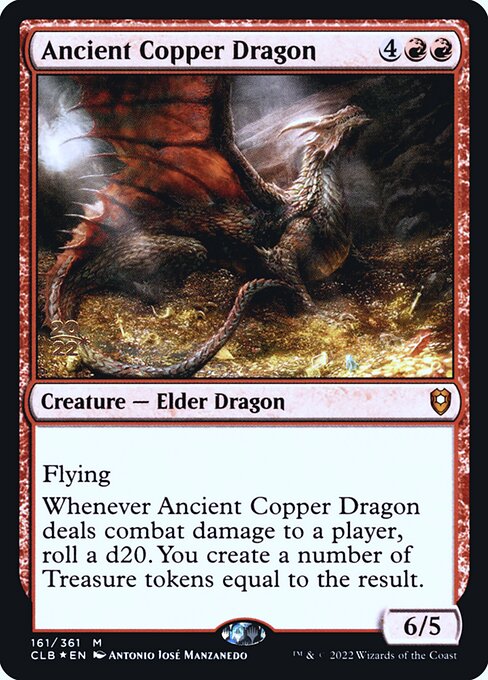 Ancient Copper Dragon 4
20
22
Creature — Elder Dragon
Flying
Whenever Ancient Copper Dragon
deals combat damage to a player,
roll a d20. You create a number of
Treasure tokens equal to the result.
6/5
161/361 M
CLB ★ EN Antonio José Manzanedo
™ & © 2022 Wizards of the Coast